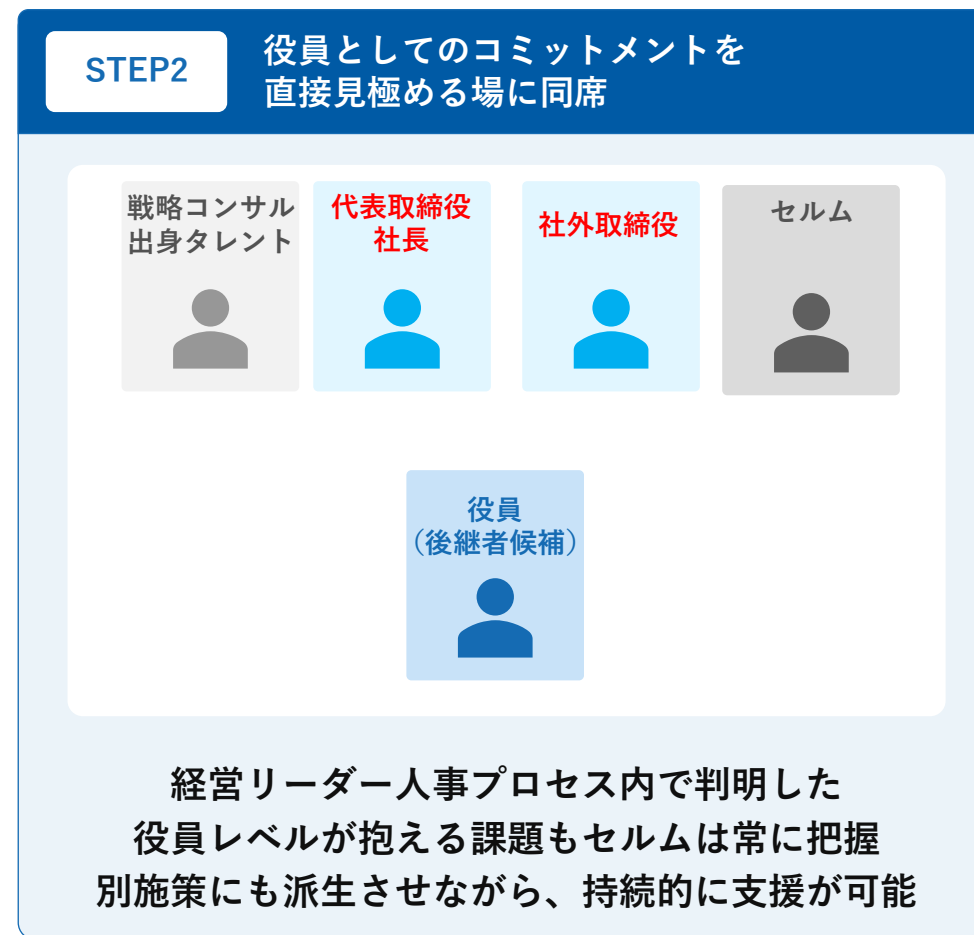 STEP2
役員としてのコミットメントを
直接見極める場に同席
戦略コンサル
出身タレント
代表取締役
社長
社外取締役
セルム
役員
（後継者候補）
経営リーダー人事プロセス内で判明した
役員レベルが抱える課題もセルムは常に把握
別施策にも派生させながら、持続的に支援が可能